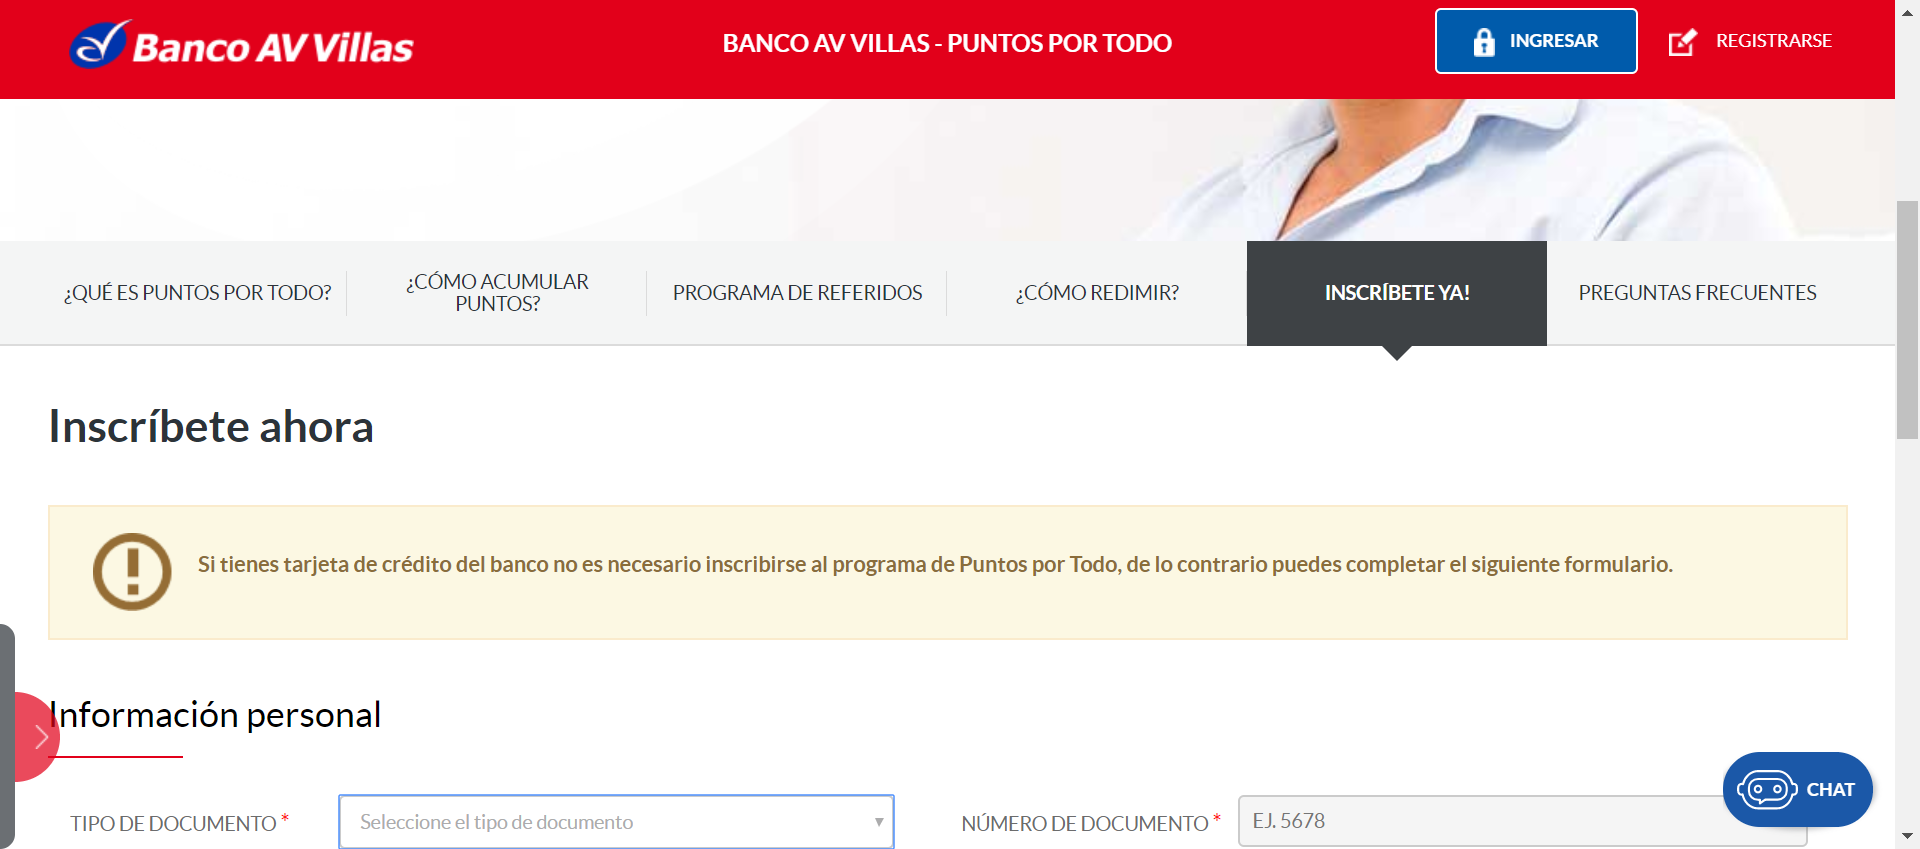 Banco AV Villas
BANCO AV VILLAS - PUNTOS POR TODO
INGRESAR
REGISTRARSE
¿QUÉ ES PUNTOS POR TODO?
¿CÓMO ACUMULAR
PUNTOS?
PROGRAMA DE REFERIDOS
¿CÓMO REDIMIR?
INSCRÍBETE YA!
PREGUNTAS FRECUENTES
Inscríbete ahora
Si tienes tarjeta de crédito del banco no es necesario inscribirse al programa de Puntos por Todo, de lo contrario puedes completar el siguiente formulario.
Información personal
TIPO DE DOCUMENTO *
Seleccione el tipo de documento
NÚMERO DE DOCUMENTO *
EJ. 5678
CHAT